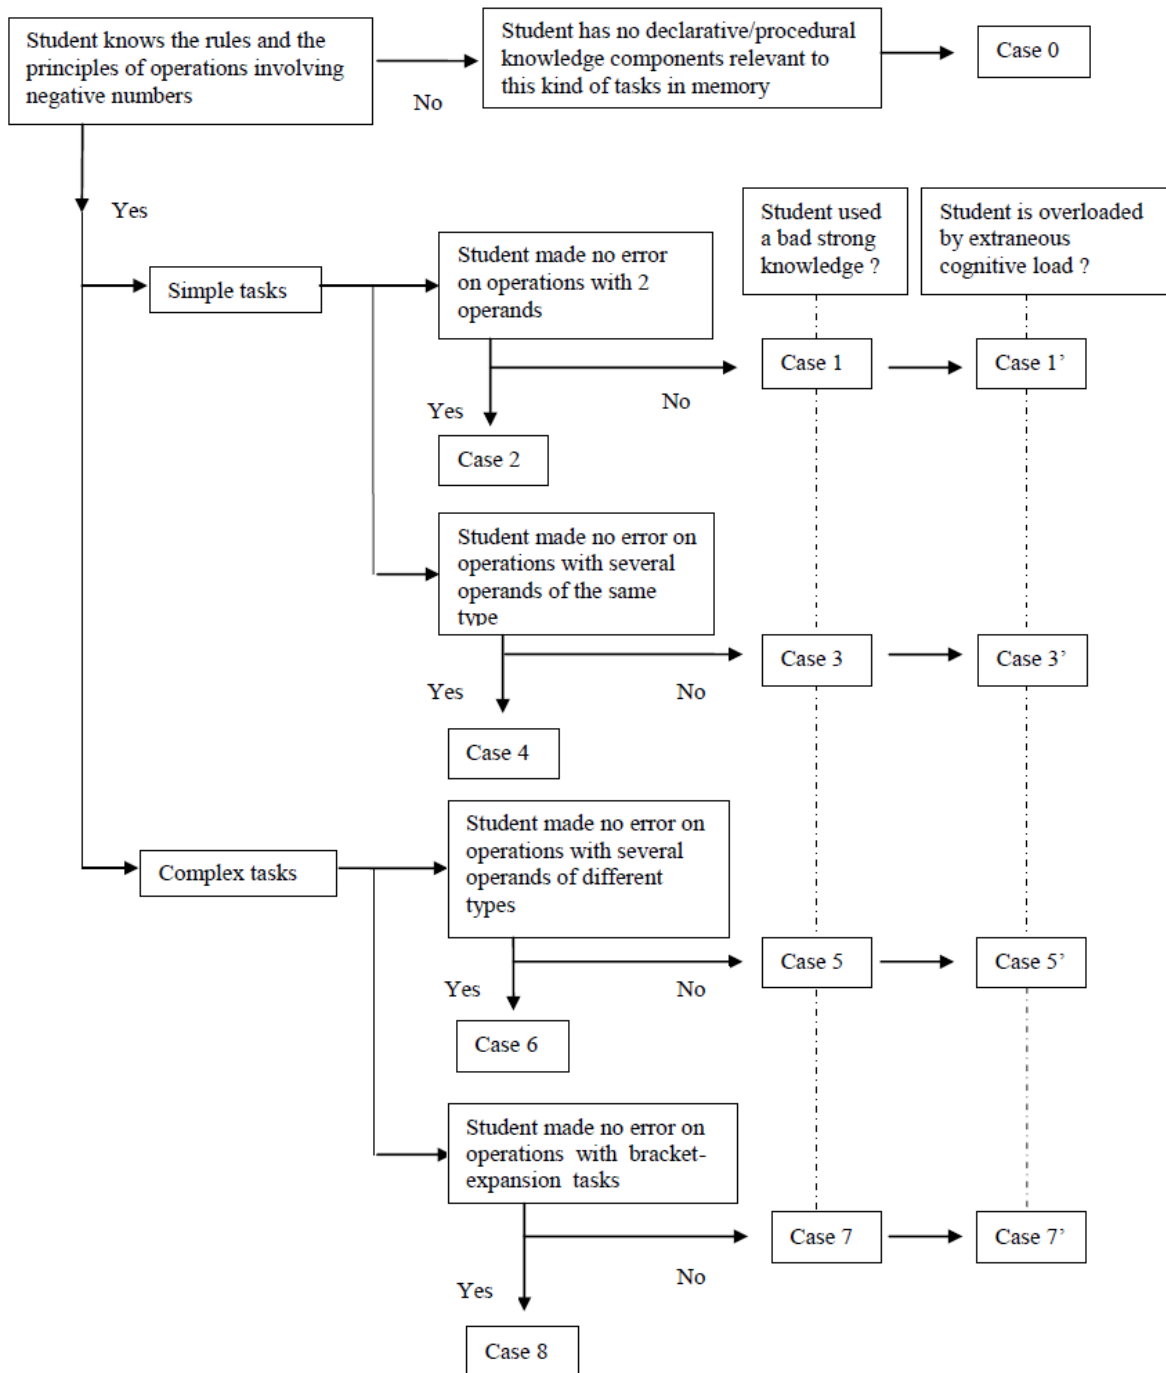 Student knows the rules and the
principles of operations involving
negative numbers
No
Student has no declarative/procedural
knowledge components relevant to
this kind of tasks in memory
Case 0
Yes
Simple tasks
Student made no error
on operations with 2
operands
Student used
a bad strong
knowledge ?
Student is overloaded
by extraneous
cognitive load ?
Case 1
Case 1’
Yes
No
Case 2
Student made no error on
operations with several
operands of the same
type
Case 3
Case 3’
Yes
No
Case 4
Complex tasks
Student made no error on
operations with several
operands of different
types
Case 5
Case 5’
Yes
No
Case 6
Student made no error on
operations with bracket-
expansion tasks
Case 7
Case 7’
Yes
No
Case 8